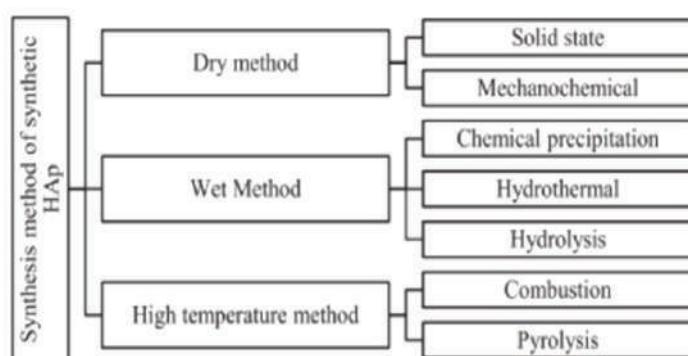 Synthesis method of synthetic
HAp
Dry method
Solid state
Mechanochemical
Wet Method
Chemical precipitation
Hydrothermal
Hydrolysis
High temperature method
Combustion
Pyrolysis